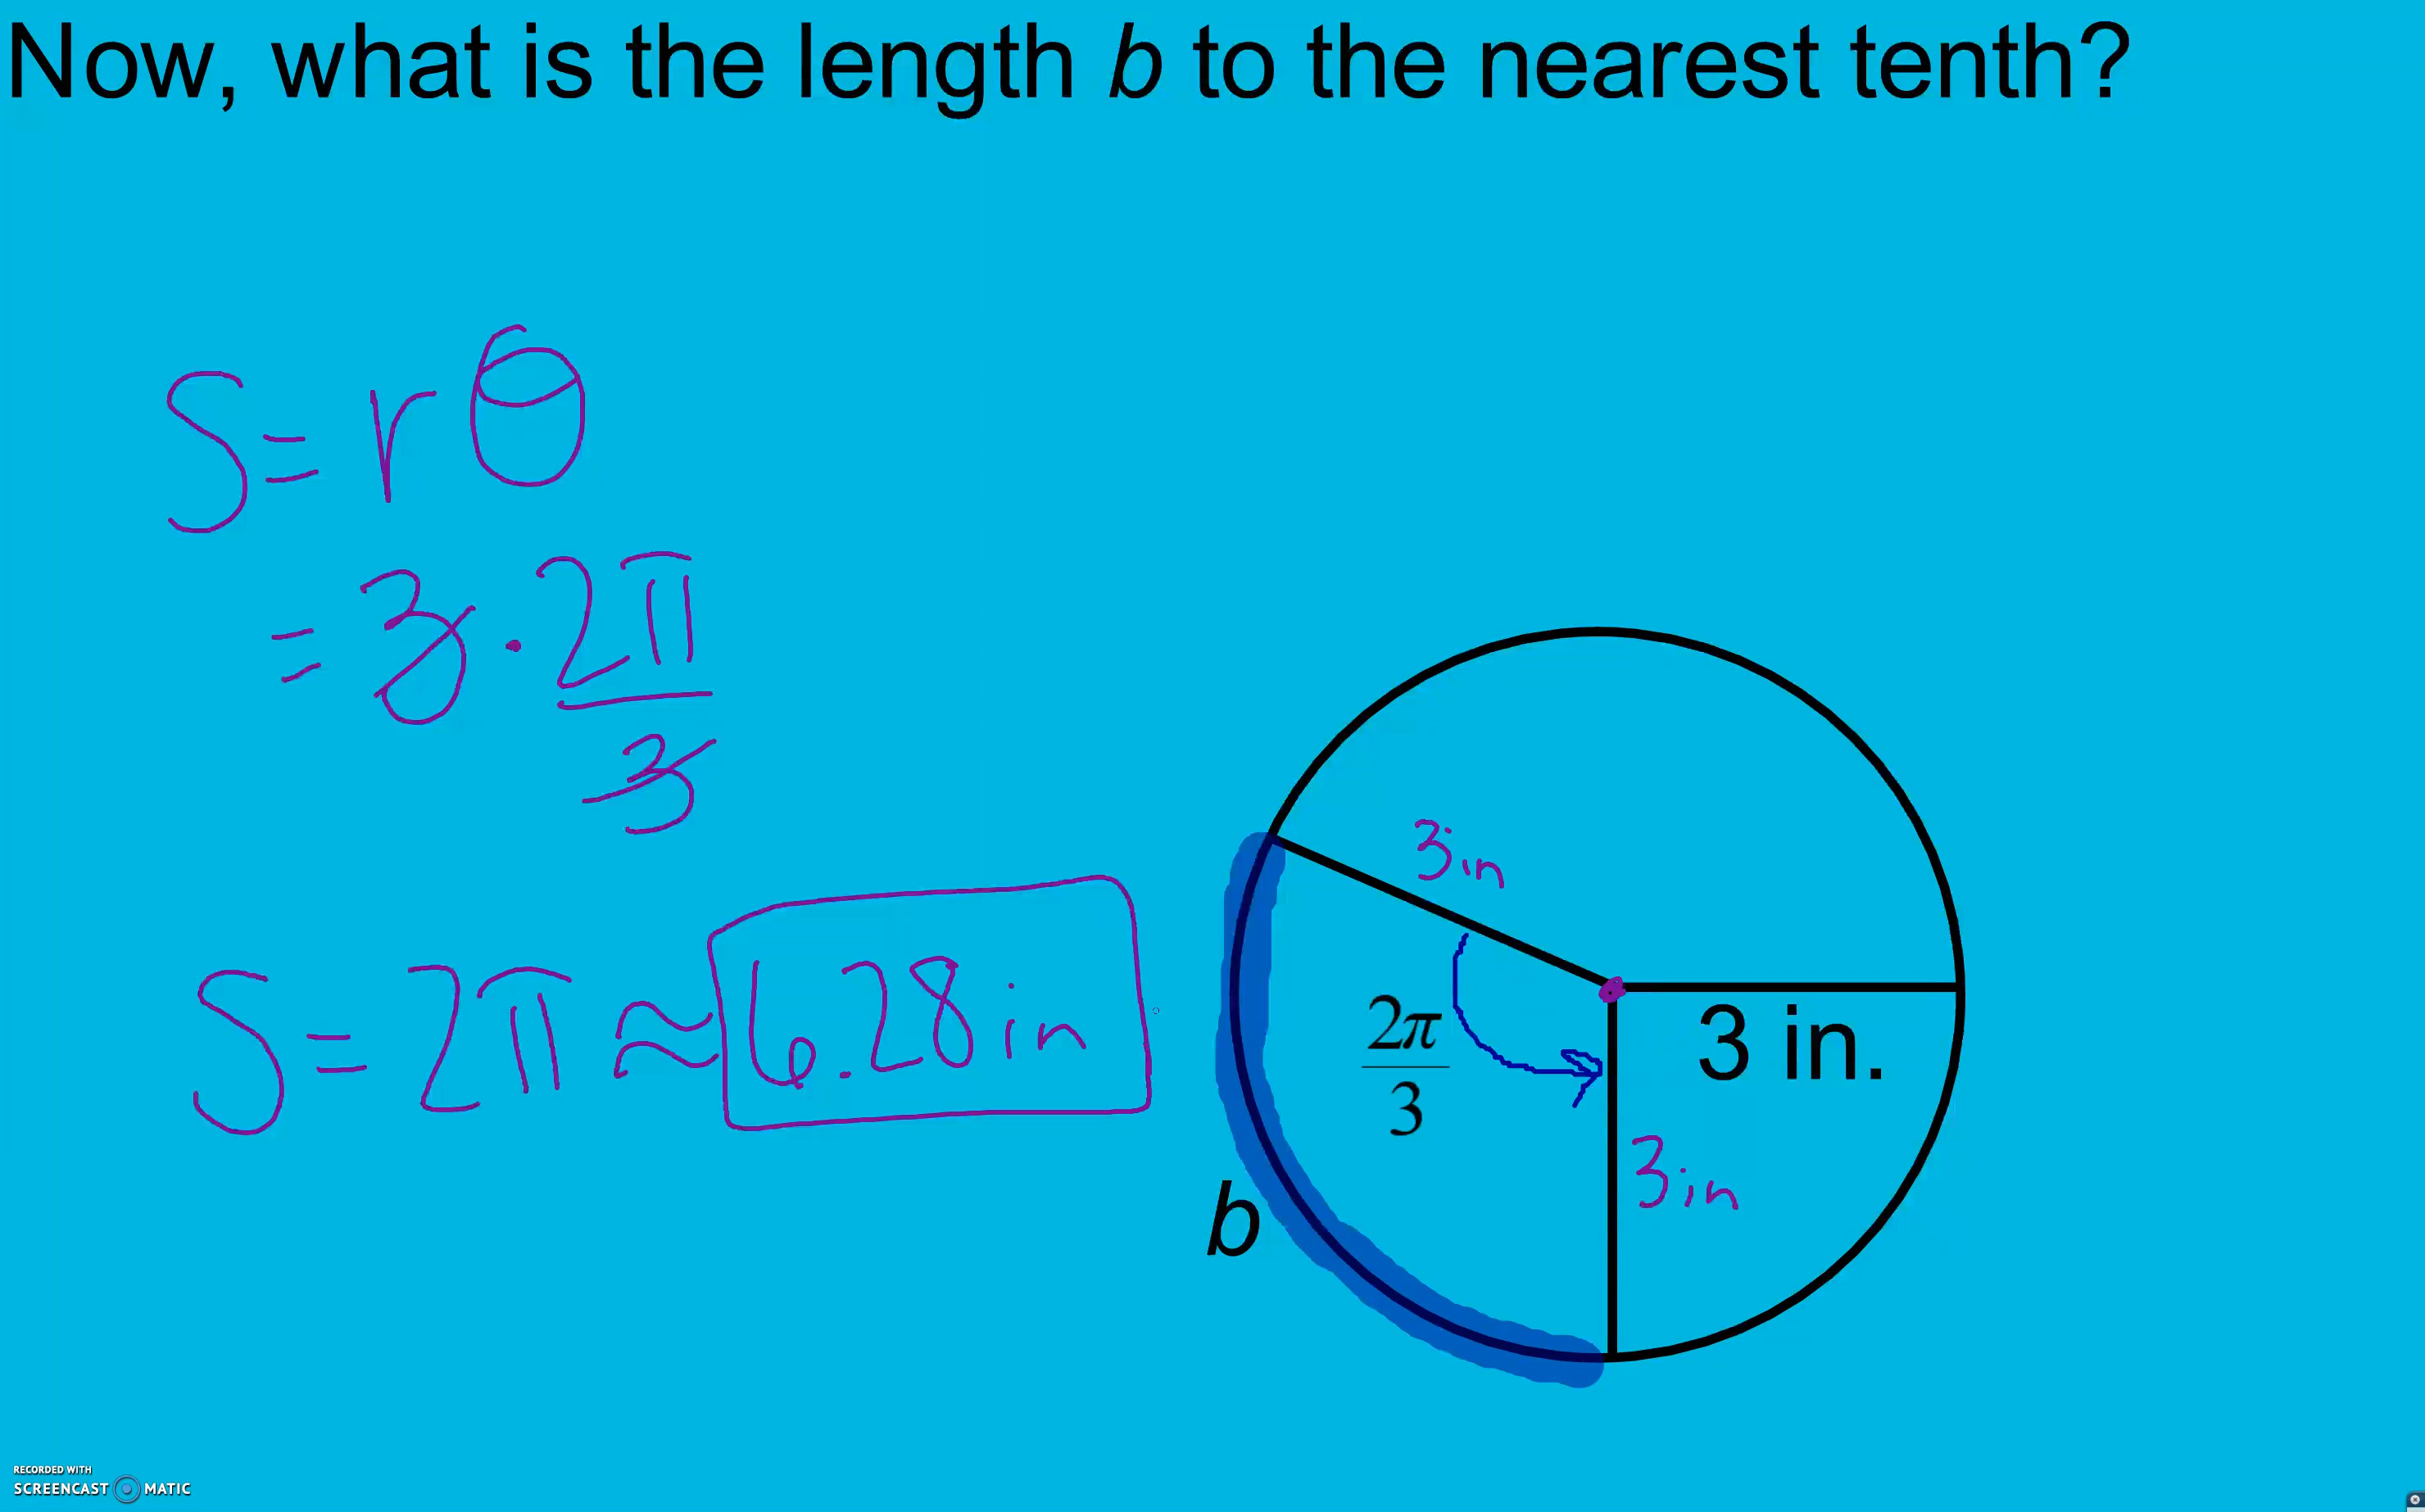 Now, what is the length b to the nearest tenth?
S = rθ
= 3 · 2π/3
S = 2π ≈ 6.28 in
3 in
2π/3
3 in.
3 in
b
RECORDED WITH
SCREENCAST MATIC